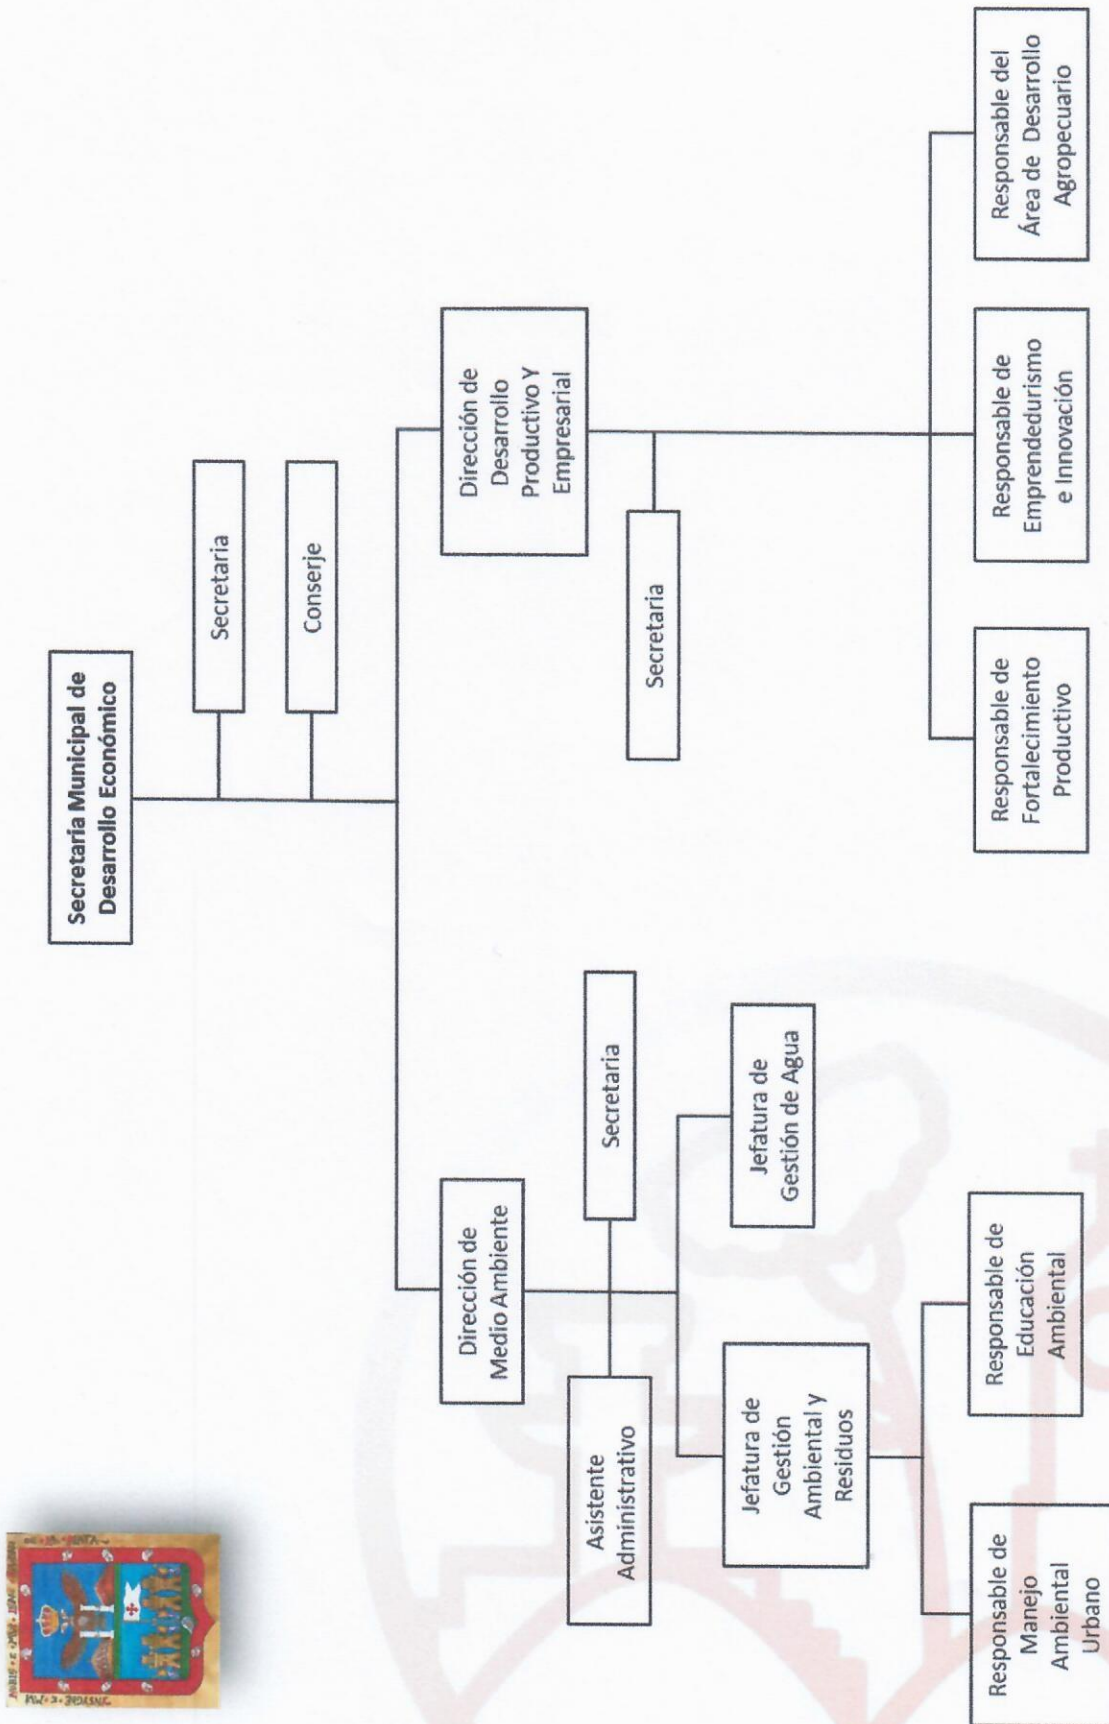 Secretaria Municipal de
Desarrollo Económico
Secretaria
Conserje
Dirección de
Medio Ambiente
Dirección de
Desarrollo
Productivo Y
Empresarial
Asistente
Administrativo
Secretaria
Secretaria
Jefatura de
Gestión
Ambiental y
Residuos
Jefatura de
Gestión de Agua
Responsable de
Manejo
Ambiental
Urbano
Responsable de
Educación
Ambiental
Responsable de
Fortalecimiento
Productivo
Responsable de
Emprendedurismo
e Innovación
Responsable del
Área de Desarrollo
Agropecuario